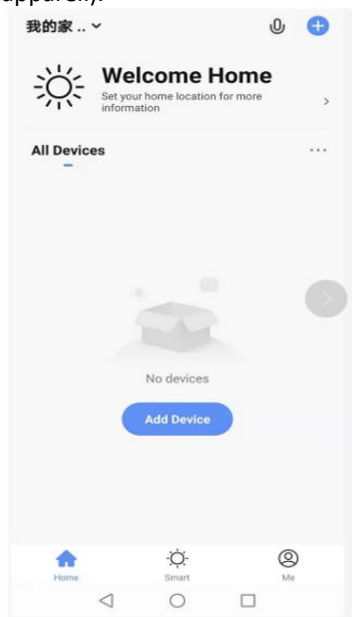 我的家 ..
Welcome Home
Set your home location for more
information
All Devices
No devices
Add Device
Home
Smart
Me